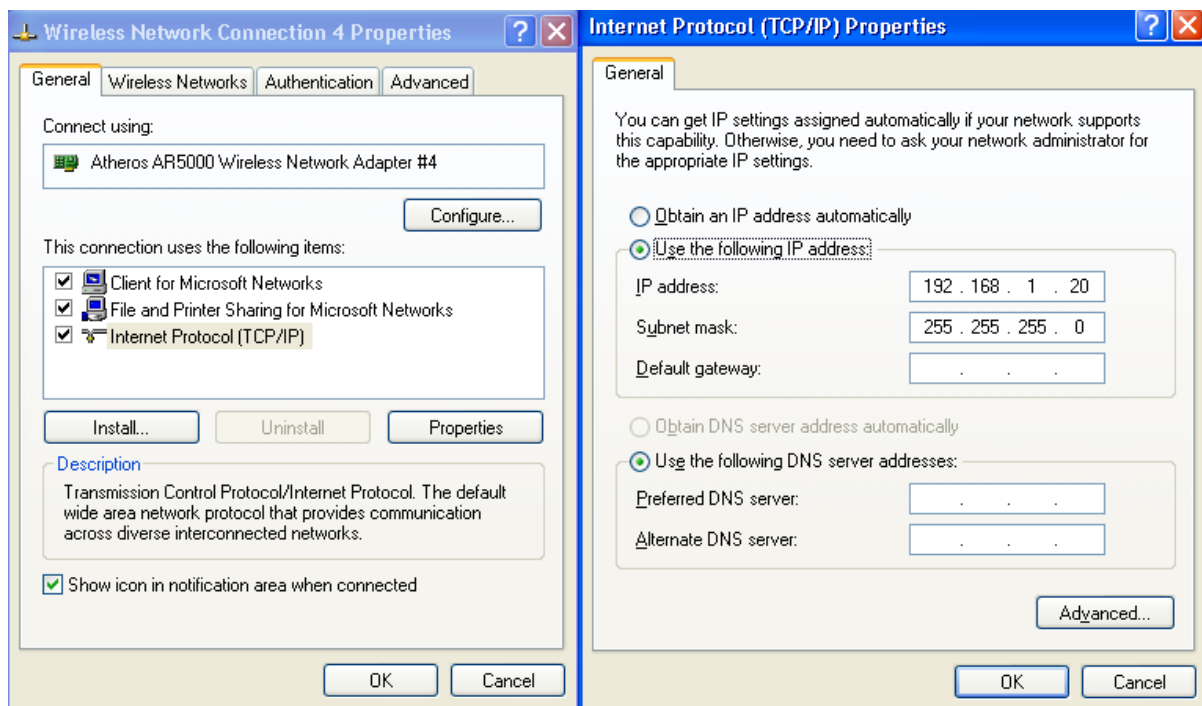 Wireless Network Connection 4 Properties
General
Wireless Networks
Authentication
Advanced
Connect using:
Atheros AR5000 Wireless Network Adapter #4
Configure...
This connection uses the following items:
Client for Microsoft Networks
File and Printer Sharing for Microsoft Networks
Internet Protocol (TCP/IP)
Install...
Uninstall
Properties
Description
Transmission Control Protocol/Internet Protocol. The default
wide area network protocol that provides communication
across diverse interconnected networks.
Show icon in notification area when connected
OK
Cancel
Internet Protocol (TCP/IP) Properties
General
You can get IP settings assigned automatically if your network supports
this capability. Otherwise, you need to ask your network administrator for
the appropriate IP settings.
Obtain an IP address automatically
Use the following IP address:
IP address: 192 . 168 . 1 . 20
Subnet mask: 255 . 255 . 255 . 0
Default gateway: . . .
Obtain DNS server address automatically
Use the following DNS server addresses:
Preferred DNS server: . . .
Alternate DNS server: . . .
Advanced...
OK
Cancel